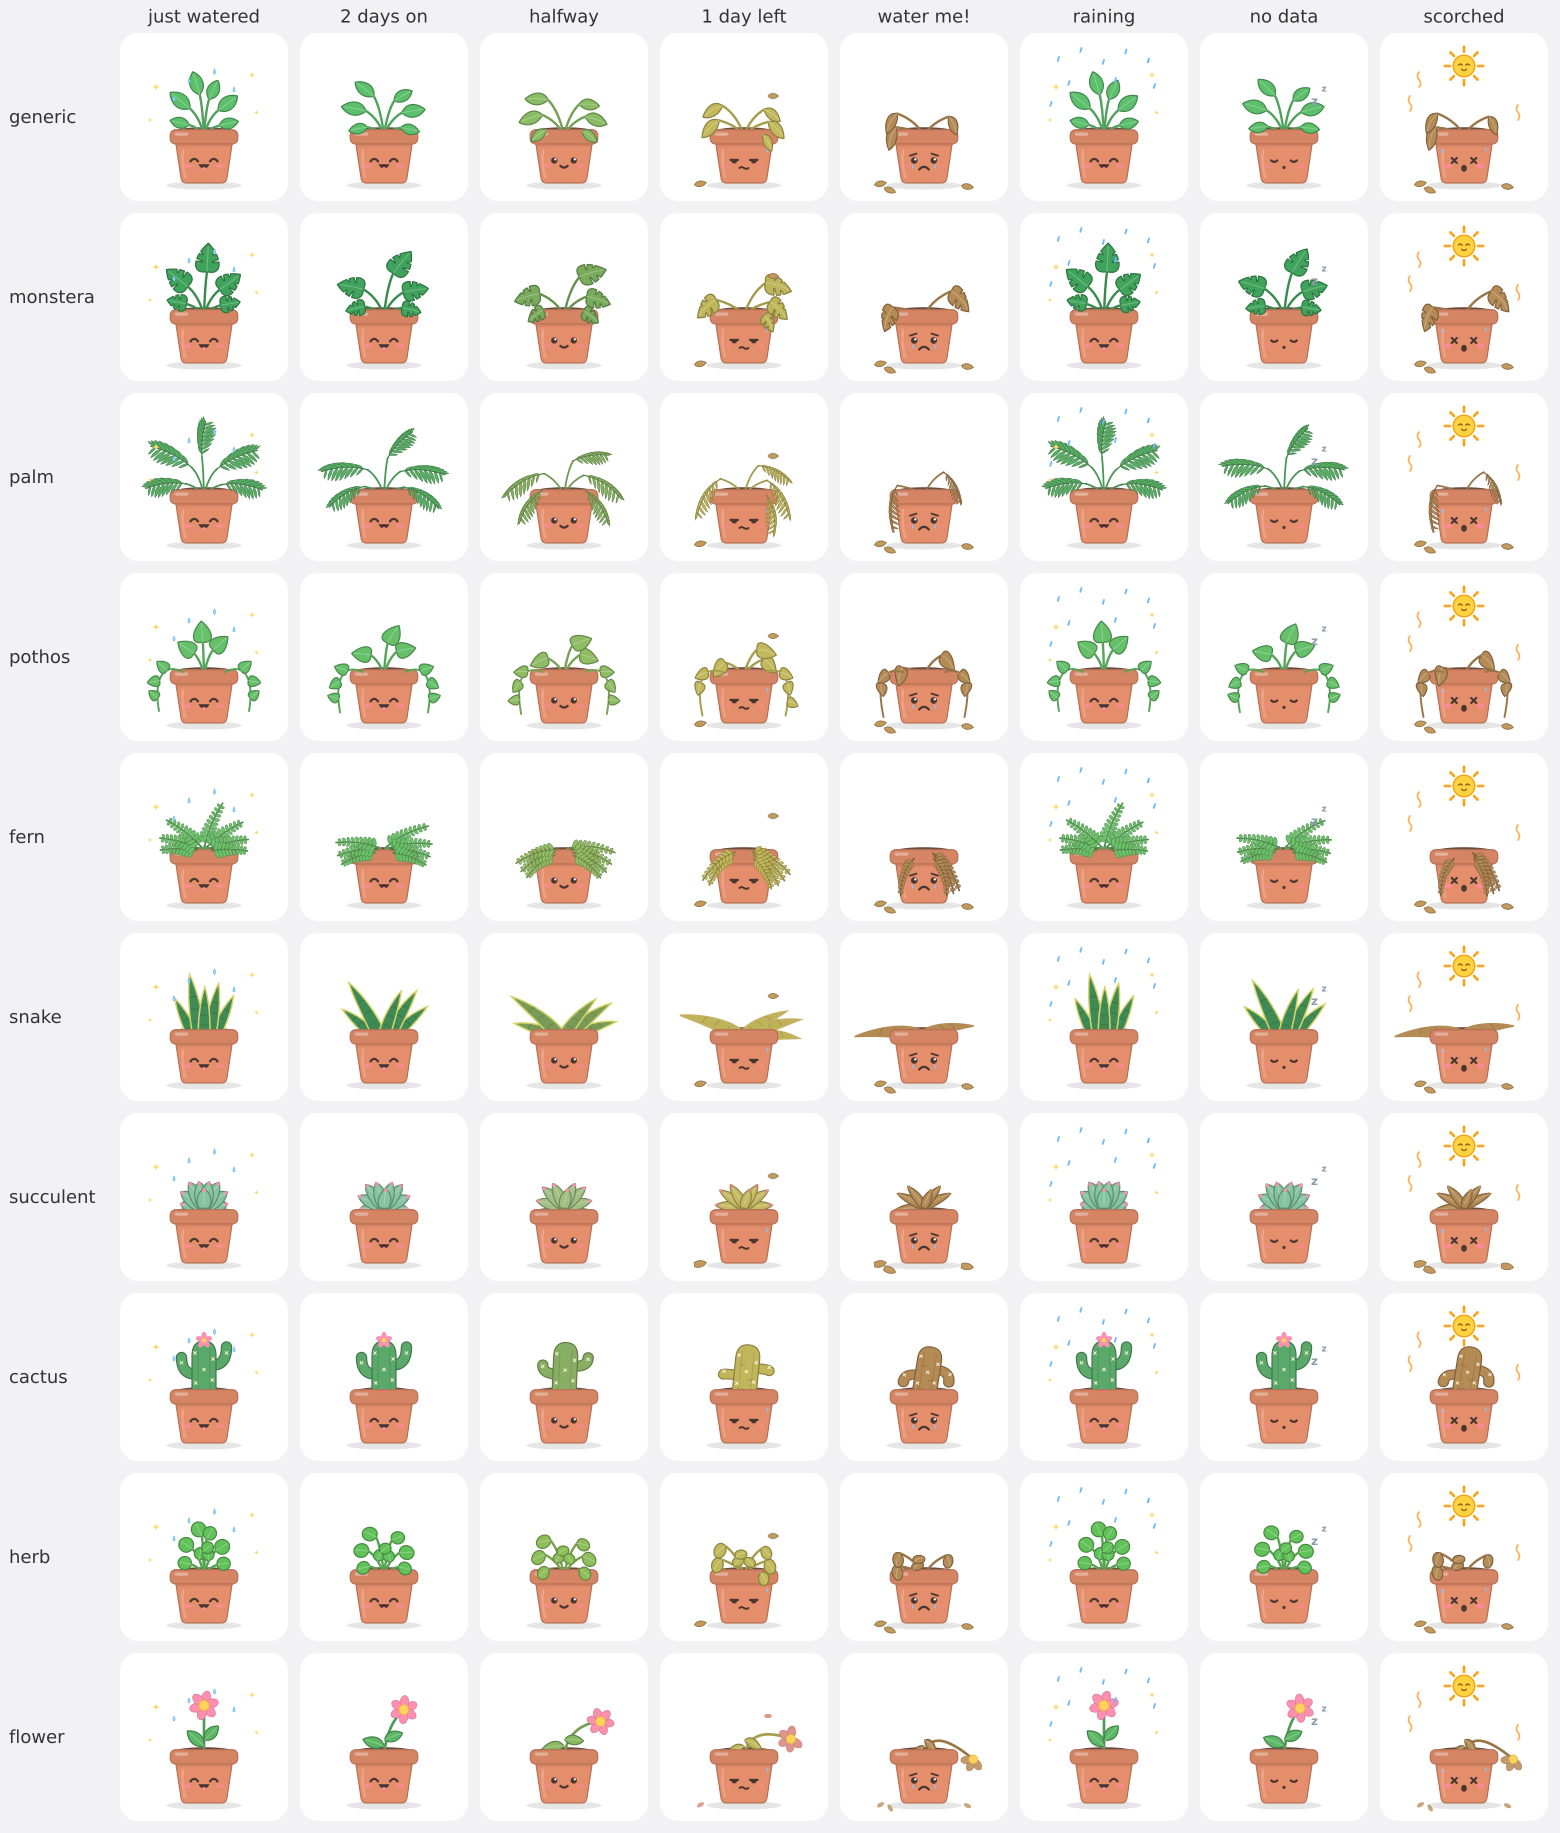 just watered
2 days on
halfway
1 day left
water me!
raining
no data
scorched
generic
z
z
monstera
z
z
palm
z
z
pothos
z
z
fern
z
z
snake
z
z
succulent
z
z
cactus
z
z
herb
z
z
flower
z
z